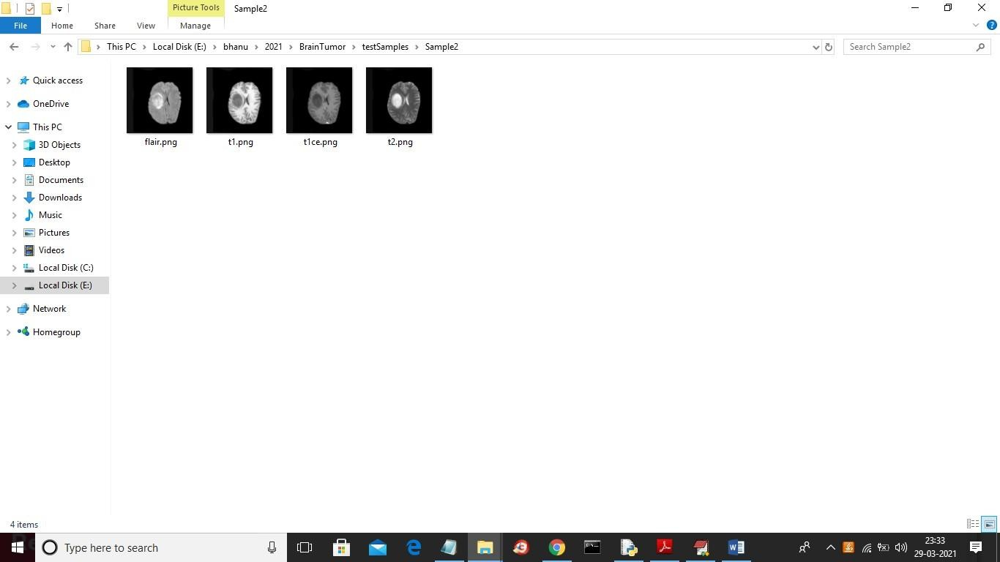 Picture Tools
Sample2
File
Home
Share
View
Manage
This PC
Local Disk (E:)
bhanu
2021
BrainTumor
testSamples
Sample2
Search Sample2
Quick access
OneDrive
This PC
3D Objects
Desktop
Documents
Downloads
Music
Pictures
Videos
Local Disk (C:)
Local Disk (E:)
Network
Homegroup
flair.png
t1.png
t1ce.png
t2.png
4 items
Type here to search
23:33
29-03-2021